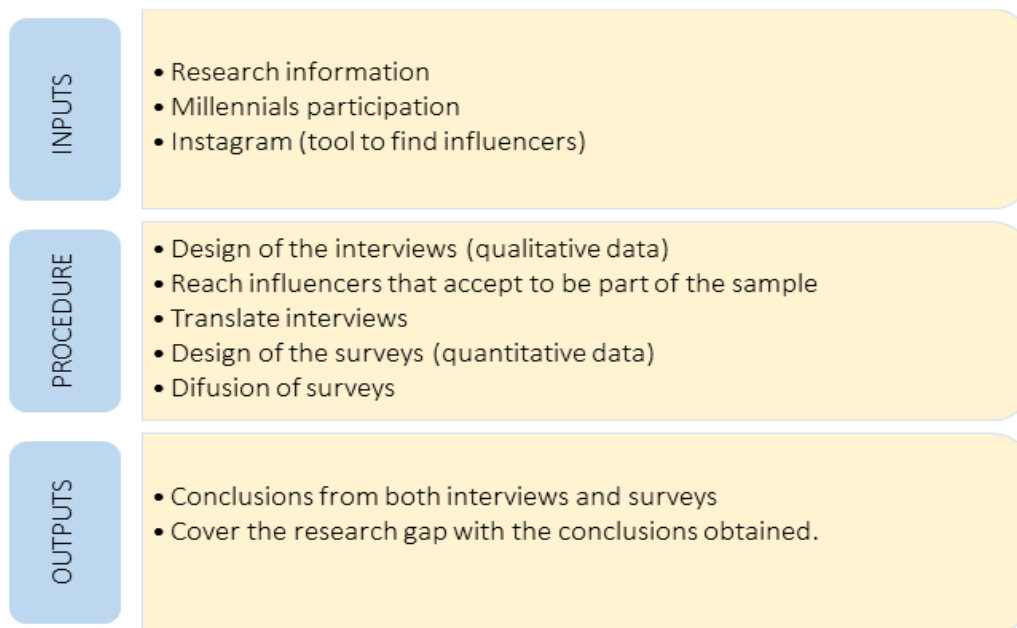 INPUTS
• Research information
• Millennials participation
• Instagram (tool to find influencers)
PROCEDURE
• Design of the interviews (qualitative data)
• Reach influencers that accept to be part of the sample
• Translate interviews
• Design of the surveys (quantitative data)
• Difusion of surveys
OUTPUTS
• Conclusions from both interviews and surveys
• Cover the research gap with the conclusions obtained.